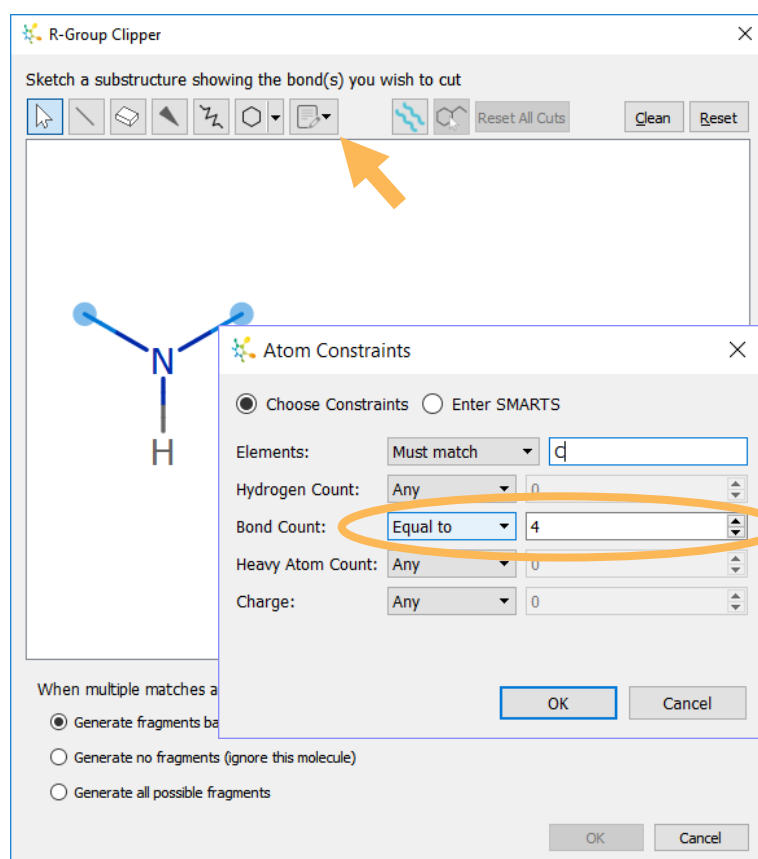 R-Group Clipper
Sketch a substructure showing the bond(s) you wish to cut
Reset All Cuts Clean Reset
N
H
Atom Constraints
Choose Constraints Enter SMARTS
Elements: Must match C
Hydrogen Count: Any 0
Bond Count: Equal to 4
Heavy Atom Count: Any 0
Charge: Any 0
OK Cancel
When multiple matches a
Generate fragments ba
Generate no fragments (ignore this molecule)
Generate all possible fragments
OK Cancel